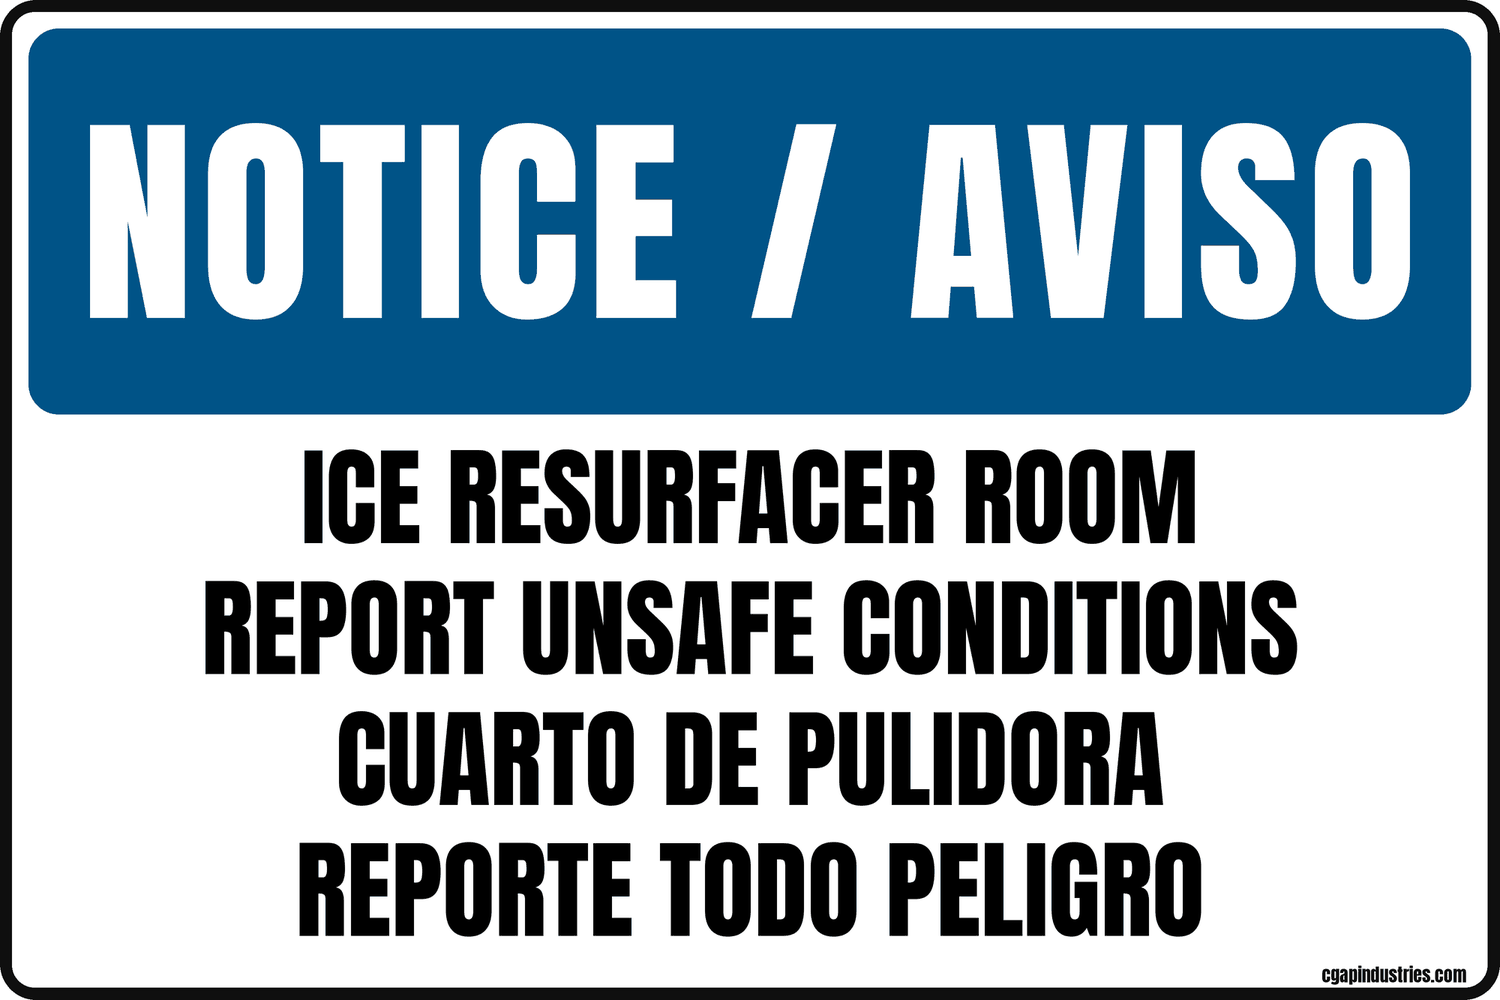 NOTICE / AVISO
ICE RESURFACER ROOM
REPORT UNSAFE CONDITIONS
CUARTO DE PULIDORA
REPORTE TODO PELIGRO
cgapindustries.com